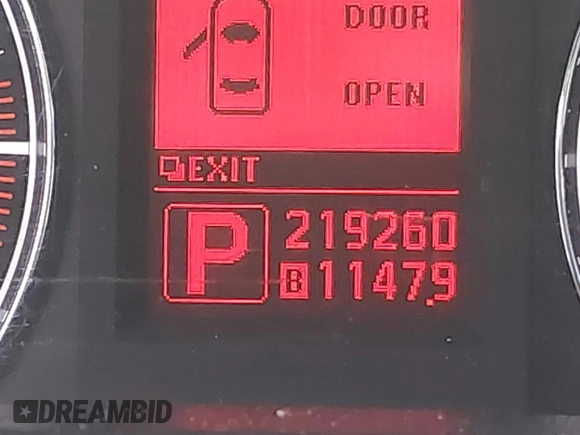 DOOR
OPEN
EXIT
P
219260
B 1147.9
DREAMBID